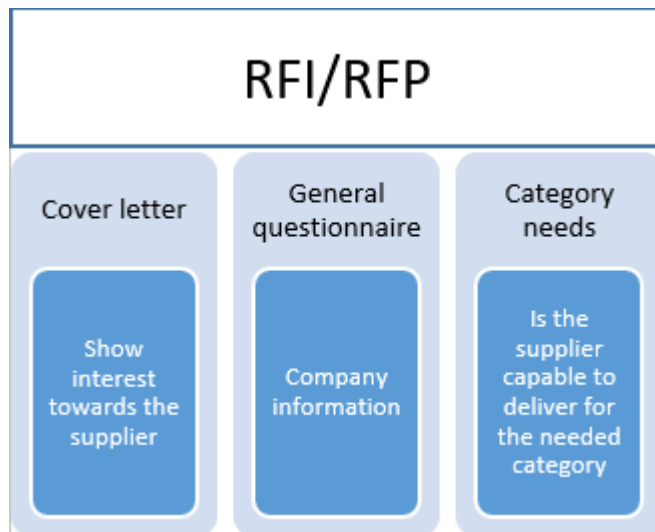 RFI/RFP
Cover letter
Show
interest
towards the
supplier
General
questionnaire
Company
information
Category
needs
Is the
supplier
capable to
deliver for
the needed
category